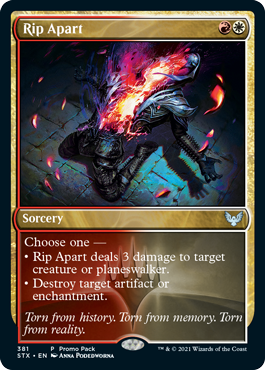 Rip Apart
Sorcery
Choose one —
• Rip Apart deals 3 damage to target
creature or planeswalker.
• Destroy target artifact or
enchantment.
Torn from history. Torn from memory. Torn
from reality.
381 P Promo Pack
STX • EN Anna Podedworna
™ & © 2021 Wizards of the Coast